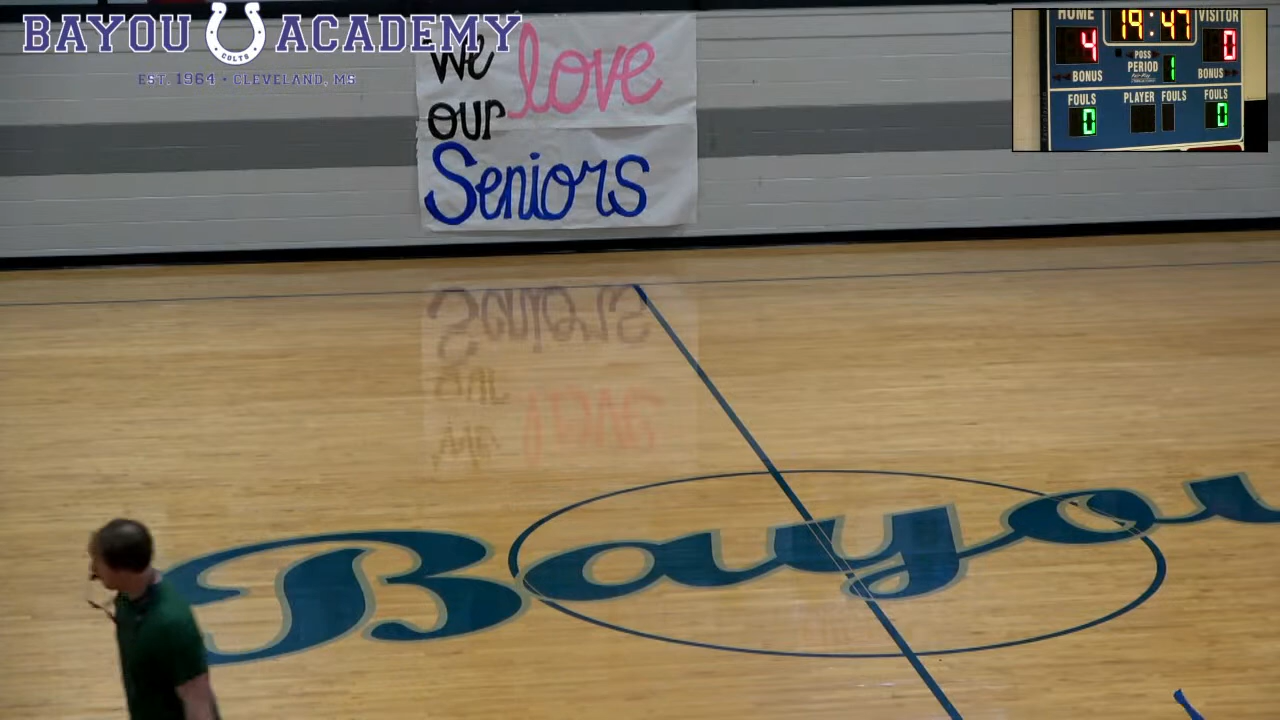 BAYOU ACADEMY
COLTS
EST. 1964 • CLEVELAND, MS
We love
our
Seniors
HOME 19:47 VISITOR
4 0
POSS
PERIOD 1
BONUS BONUS
FOULS PLAYER FOULS FOULS
0 0
Bayou